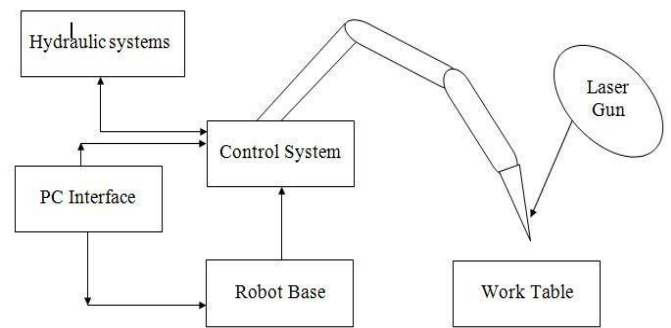 Hydraulic systems
Laser
Gun
Control System
PC Interface
Robot Base
Work Table